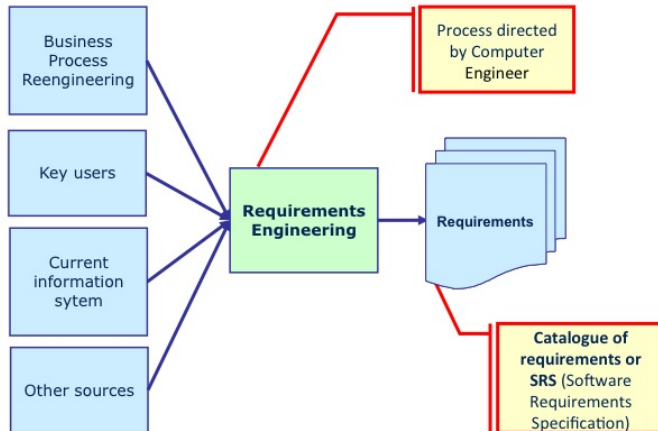 Business
Process
Reengineering
Process directed
by Computer
Engineer
Key users
Requirements
Engineering
Requirements
Current
information
sytem
Other sources
Catalogue of
requirements or
SRS (Software
Requirements
Specification)